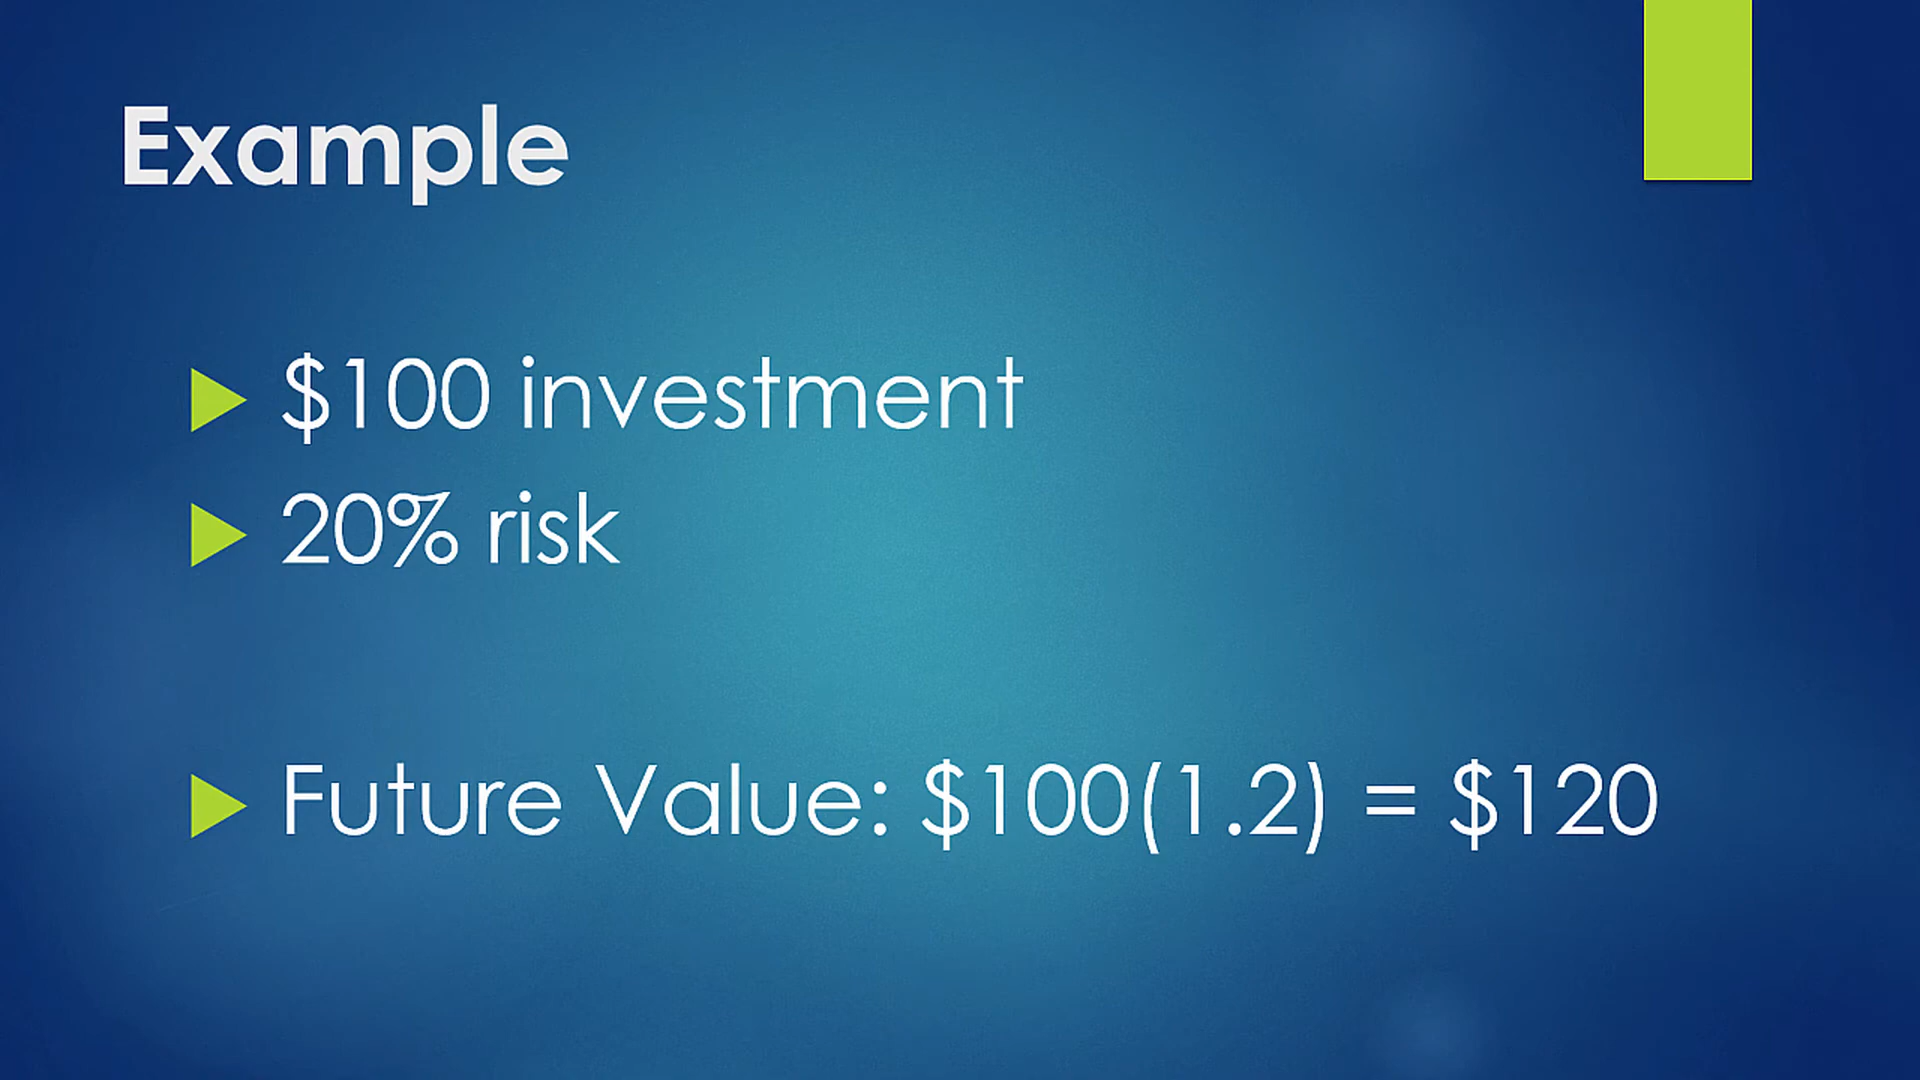 Example
$100 investment
20% risk
Future Value: $100(1.2) = $120